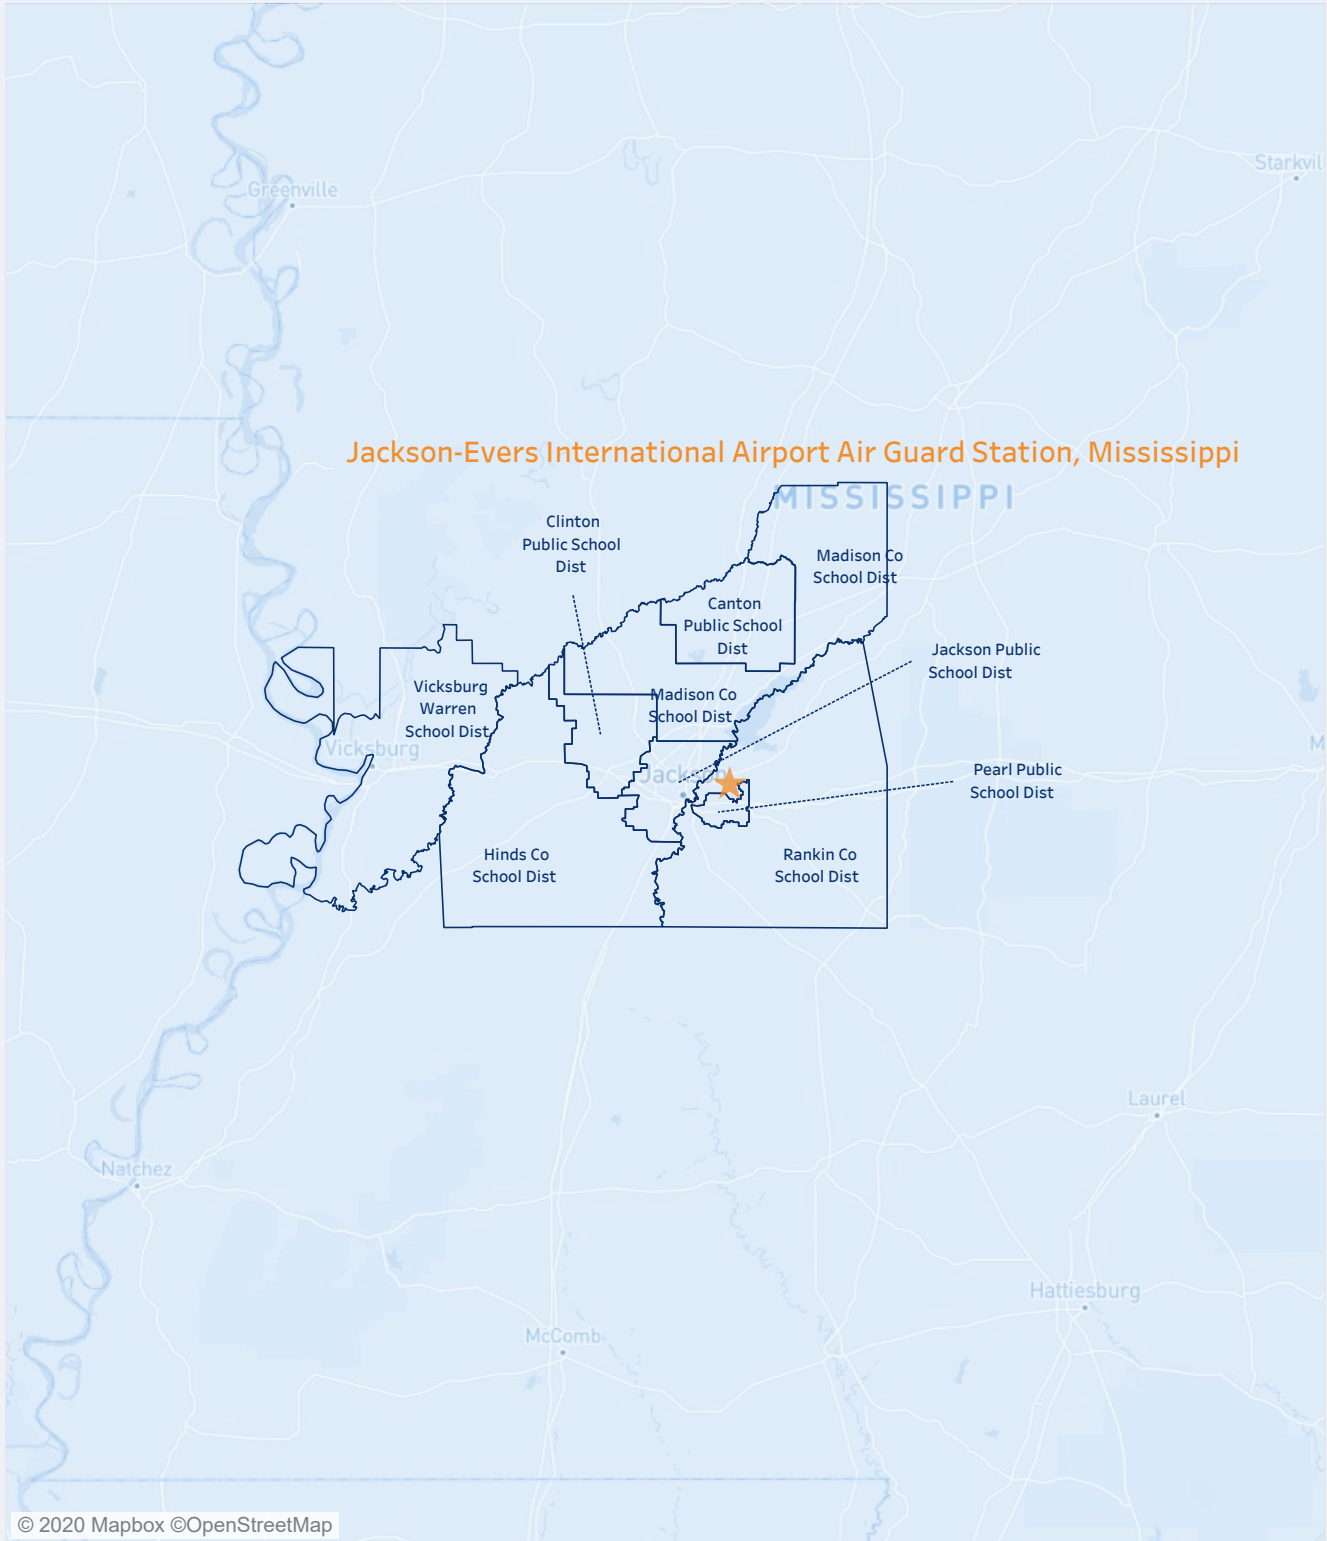 Starkvil
Greenville
Jackson-Evers International Airport Air Guard Station, Mississippi
MISSISSIPPI
Clinton
Public School
Dist
Madison Co
School Dist
Canton
Public School
Dist
Jackson Public
School Dist
Vicksburg
Warren
School Dist
Madison Co
School Dist
Vicksburg
M
Jackson
Pearl Public
School Dist
Hinds Co
School Dist
Rankin Co
School Dist
Laurel
Natchez
Hattiesburg
McComb
© 2020 Mapbox ©OpenStreetMap